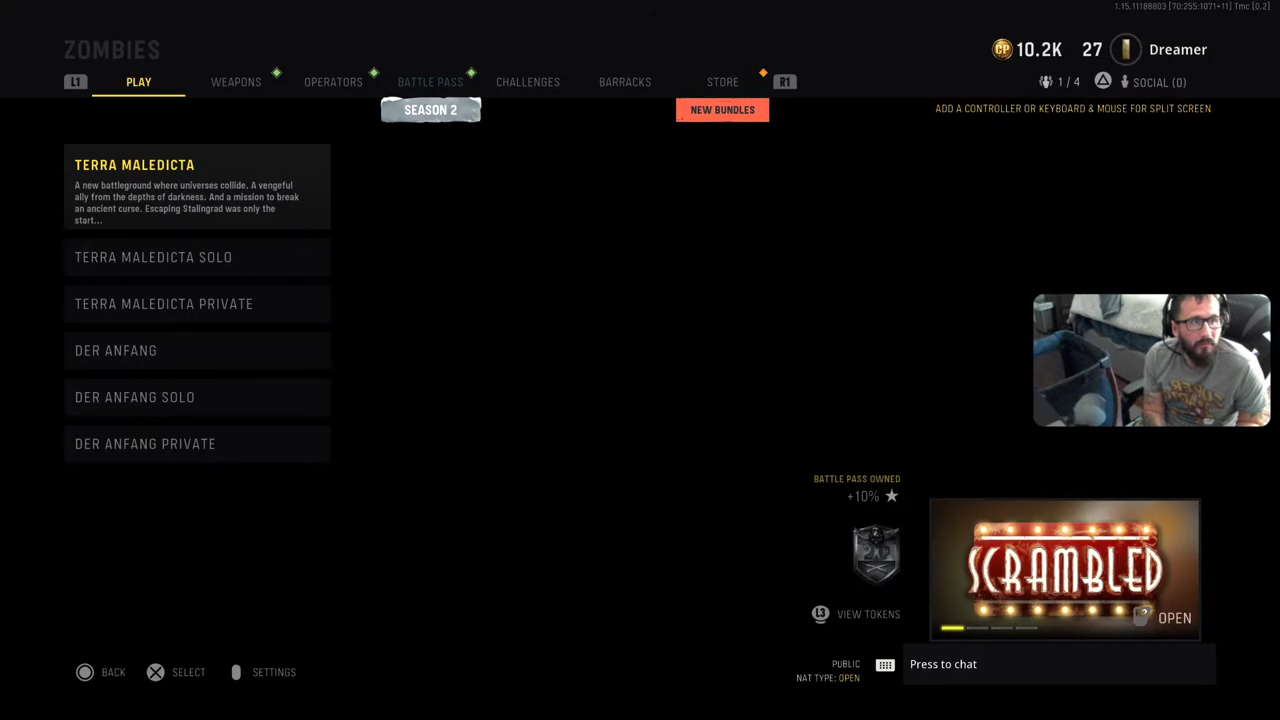 1.15.11188803 [70:255:1071+11] Tmc [0.2]
ZOMBIES
CP 10.2K 27 Dreamer
L1 PLAY WEAPONS OPERATORS BATTLE PASS CHALLENGES BARRACKS STORE R1
1 / 4 SOCIAL (0)
SEASON 2
NEW BUNDLES
ADD A CONTROLLER OR KEYBOARD & MOUSE FOR SPLIT SCREEN
TERRA MALEDICTA
A new battleground where universes collide. A vengeful
ally from the depths of darkness. And a mission to break
an ancient curse. Escaping Stalingrad was only the
start...
TERRA MALEDICTA SOLO
TERRA MALEDICTA PRIVATE
DER ANFANG
DER ANFANG SOLO
DER ANFANG PRIVATE
BATTLE PASS OWNED
+10%
2X
SCRAMBLED
L3 VIEW TOKENS
OPEN
BACK SELECT SETTINGS
PUBLIC
NAT TYPE: OPEN
Press to chat